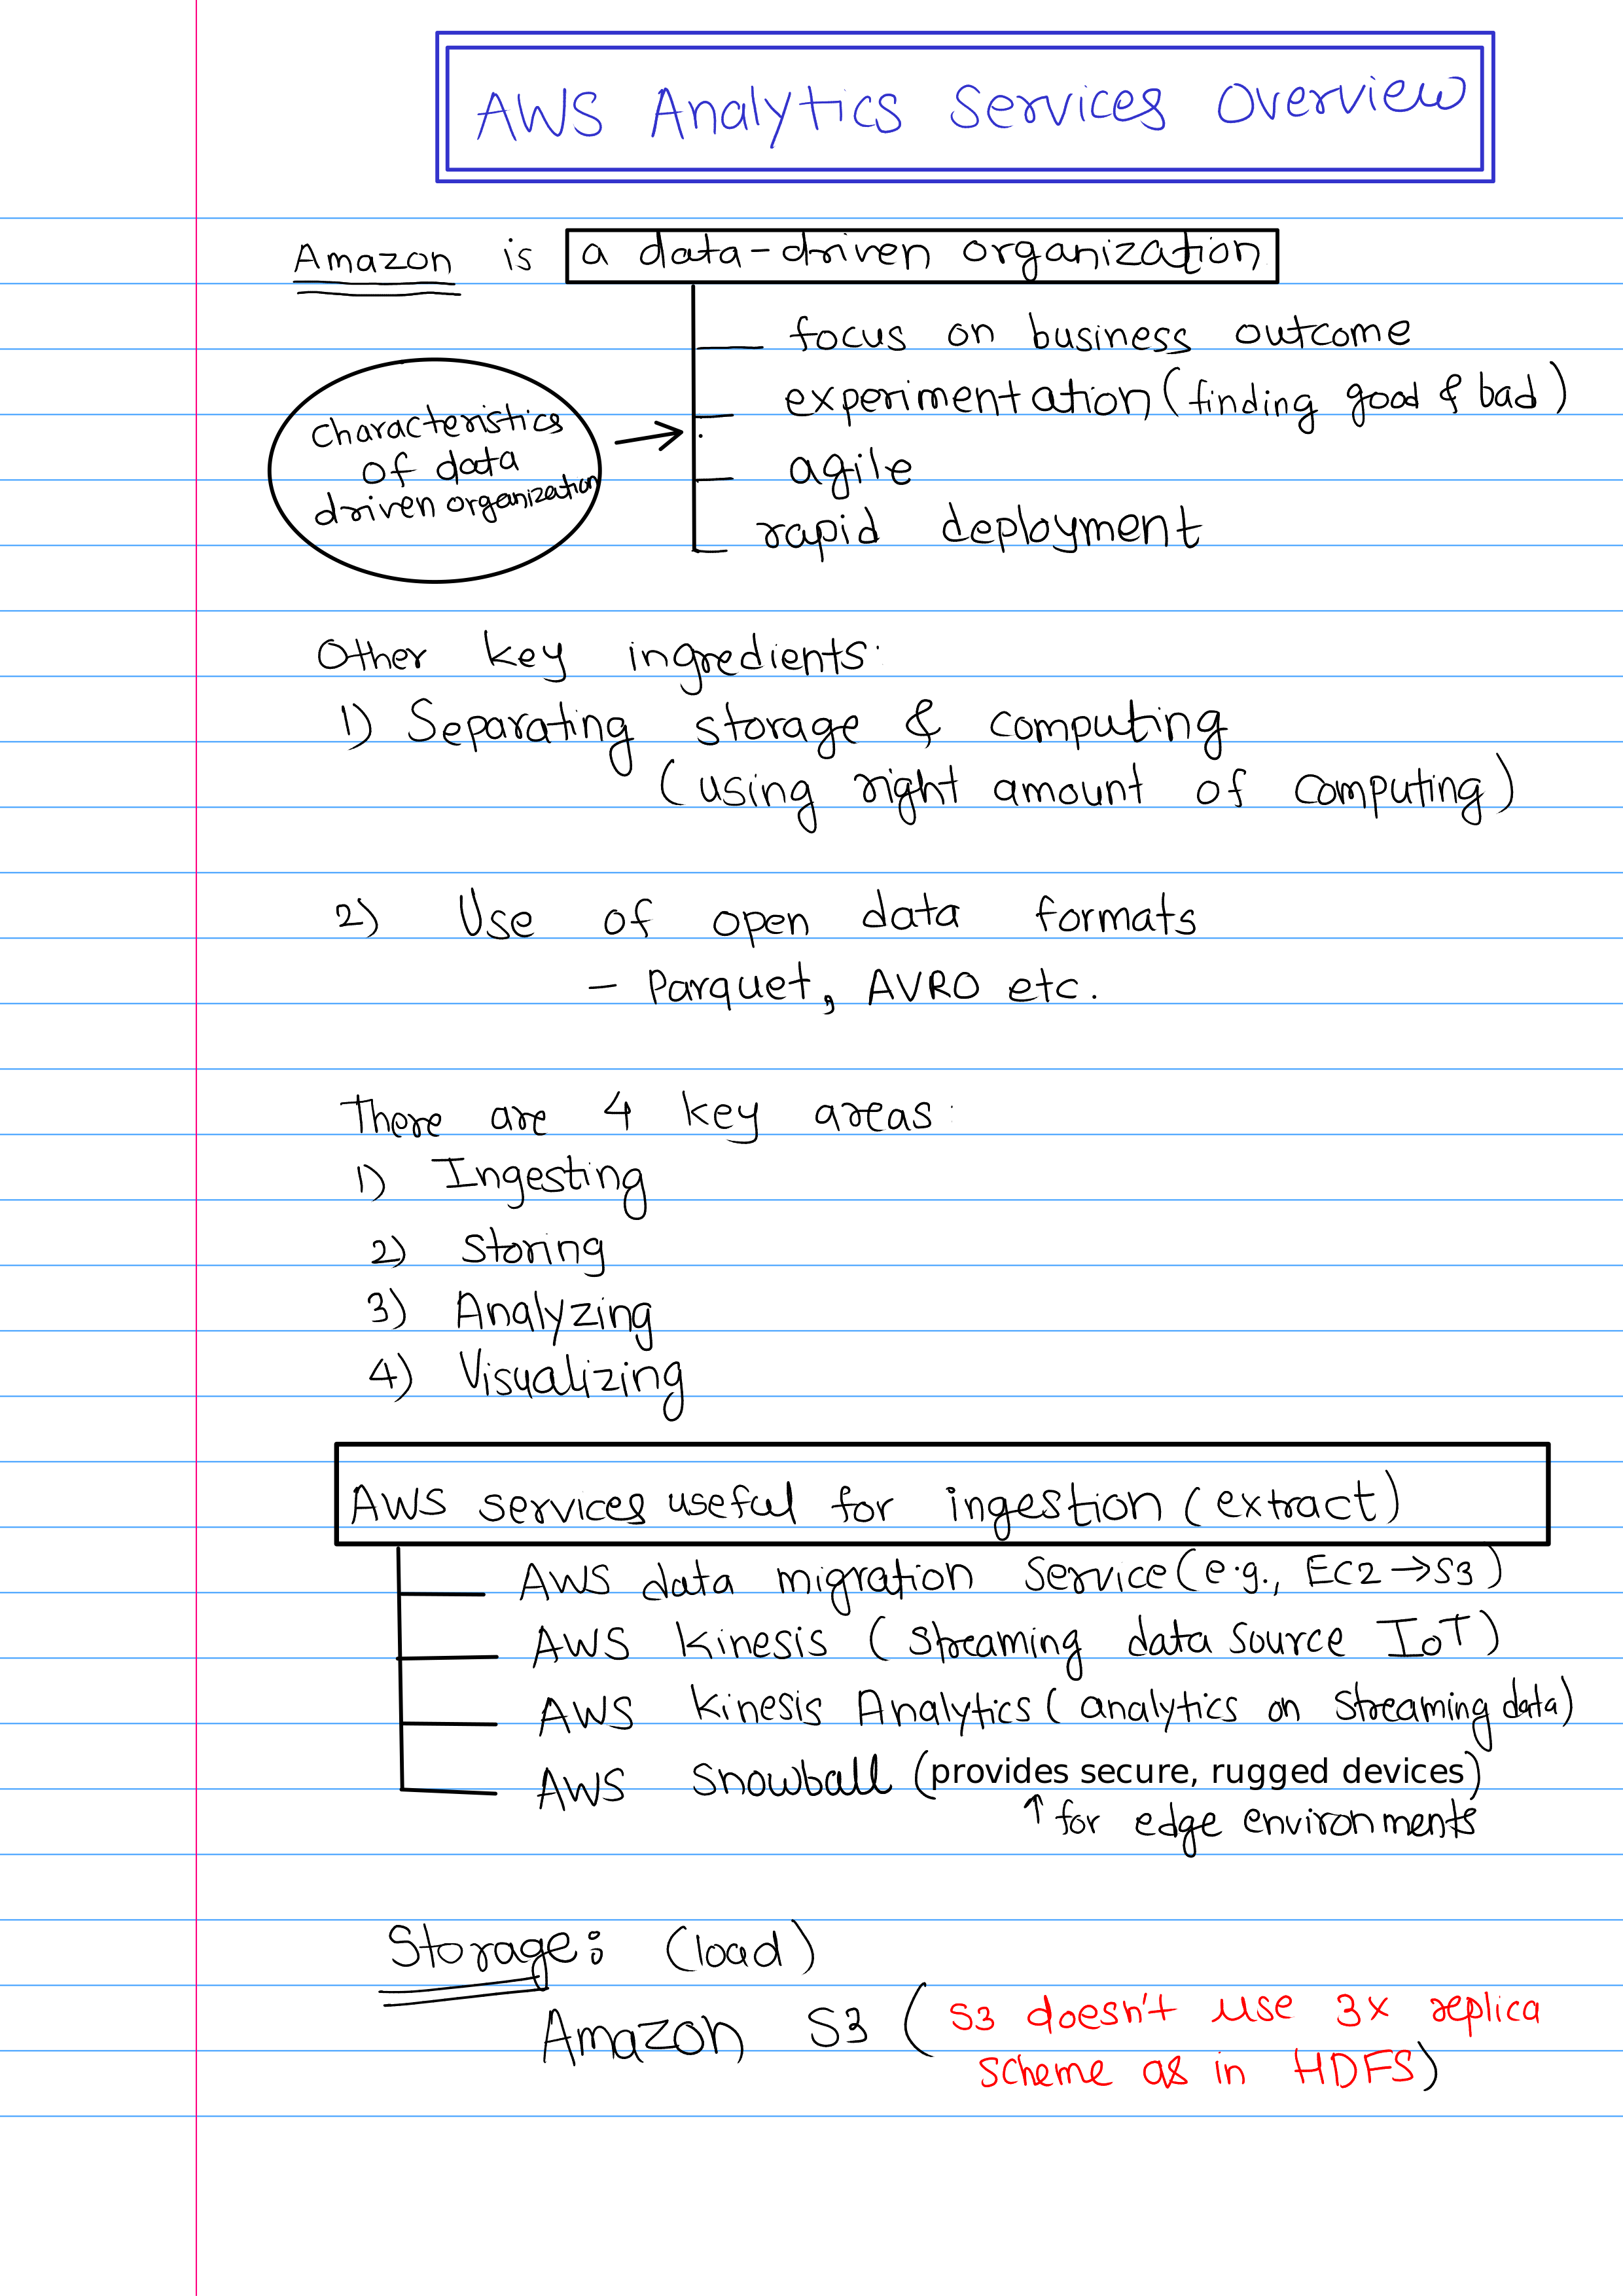 AWS Analytics Services Overview
Amazon is a data-driven organization
focus on business outcome
experimentation (finding good & bad)
characteristics
of data
driven organization
agile
rapid deployment
Other key ingredients:
1) Separating storage & computing
(using right amount of computing)
2) Use of open data formats
- Parquet, AVRO etc.
There are 4 key areas:
1) Ingesting
2) Storing
3) Analyzing
4) Visualizing
AWS services useful for ingestion (extract)
AWS data migration service (e.g., EC2 → S3)
AWS Kinesis (streaming data source IoT)
AWS Kinesis Analytics (analytics on streaming data)
AWS Snowball (provides secure, rugged devices)
↑ for edge environments
Storage: (load)
Amazon S3 (S3 doesn't use 3x replica
scheme as in HDFS)